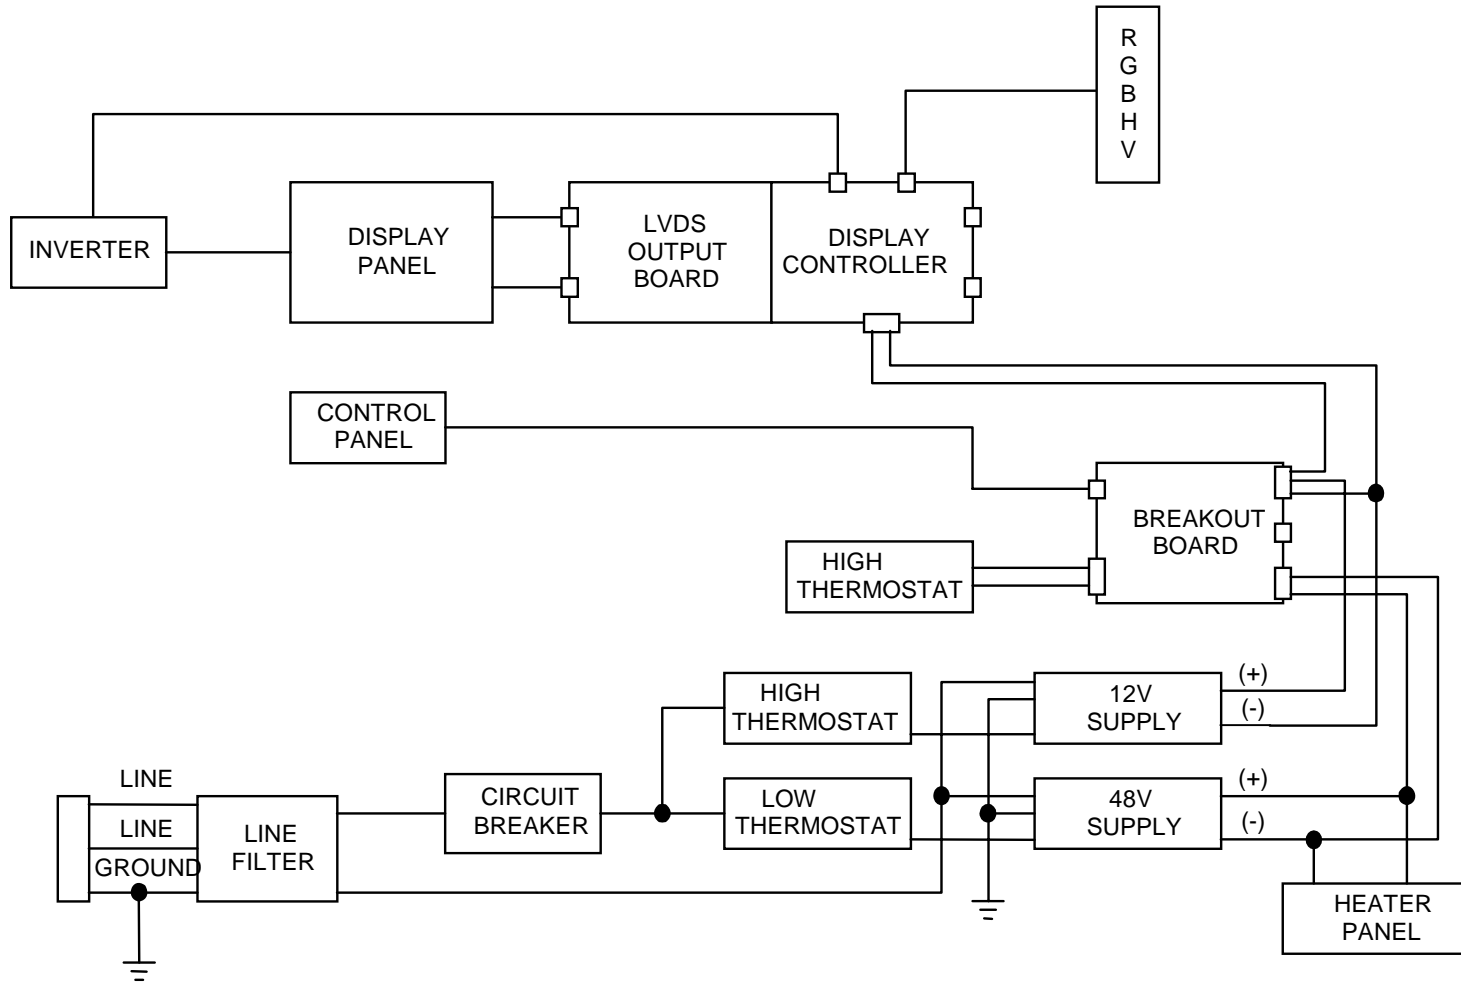 R
G
B
H
V
INVERTER
DISPLAY
PANEL
LVDS
OUTPUT
BOARD
DISPLAY
CONTROLLER
CONTROL
PANEL
BREAKOUT
BOARD
HIGH
THERMOSTAT
HIGH
THERMOSTAT
12V
SUPPLY
(+)
(-)
LINE
LINE
GROUND
LINE
FILTER
CIRCUIT
BREAKER
LOW
THERMOSTAT
48V
SUPPLY
(+)
(-)
HEATER
PANEL